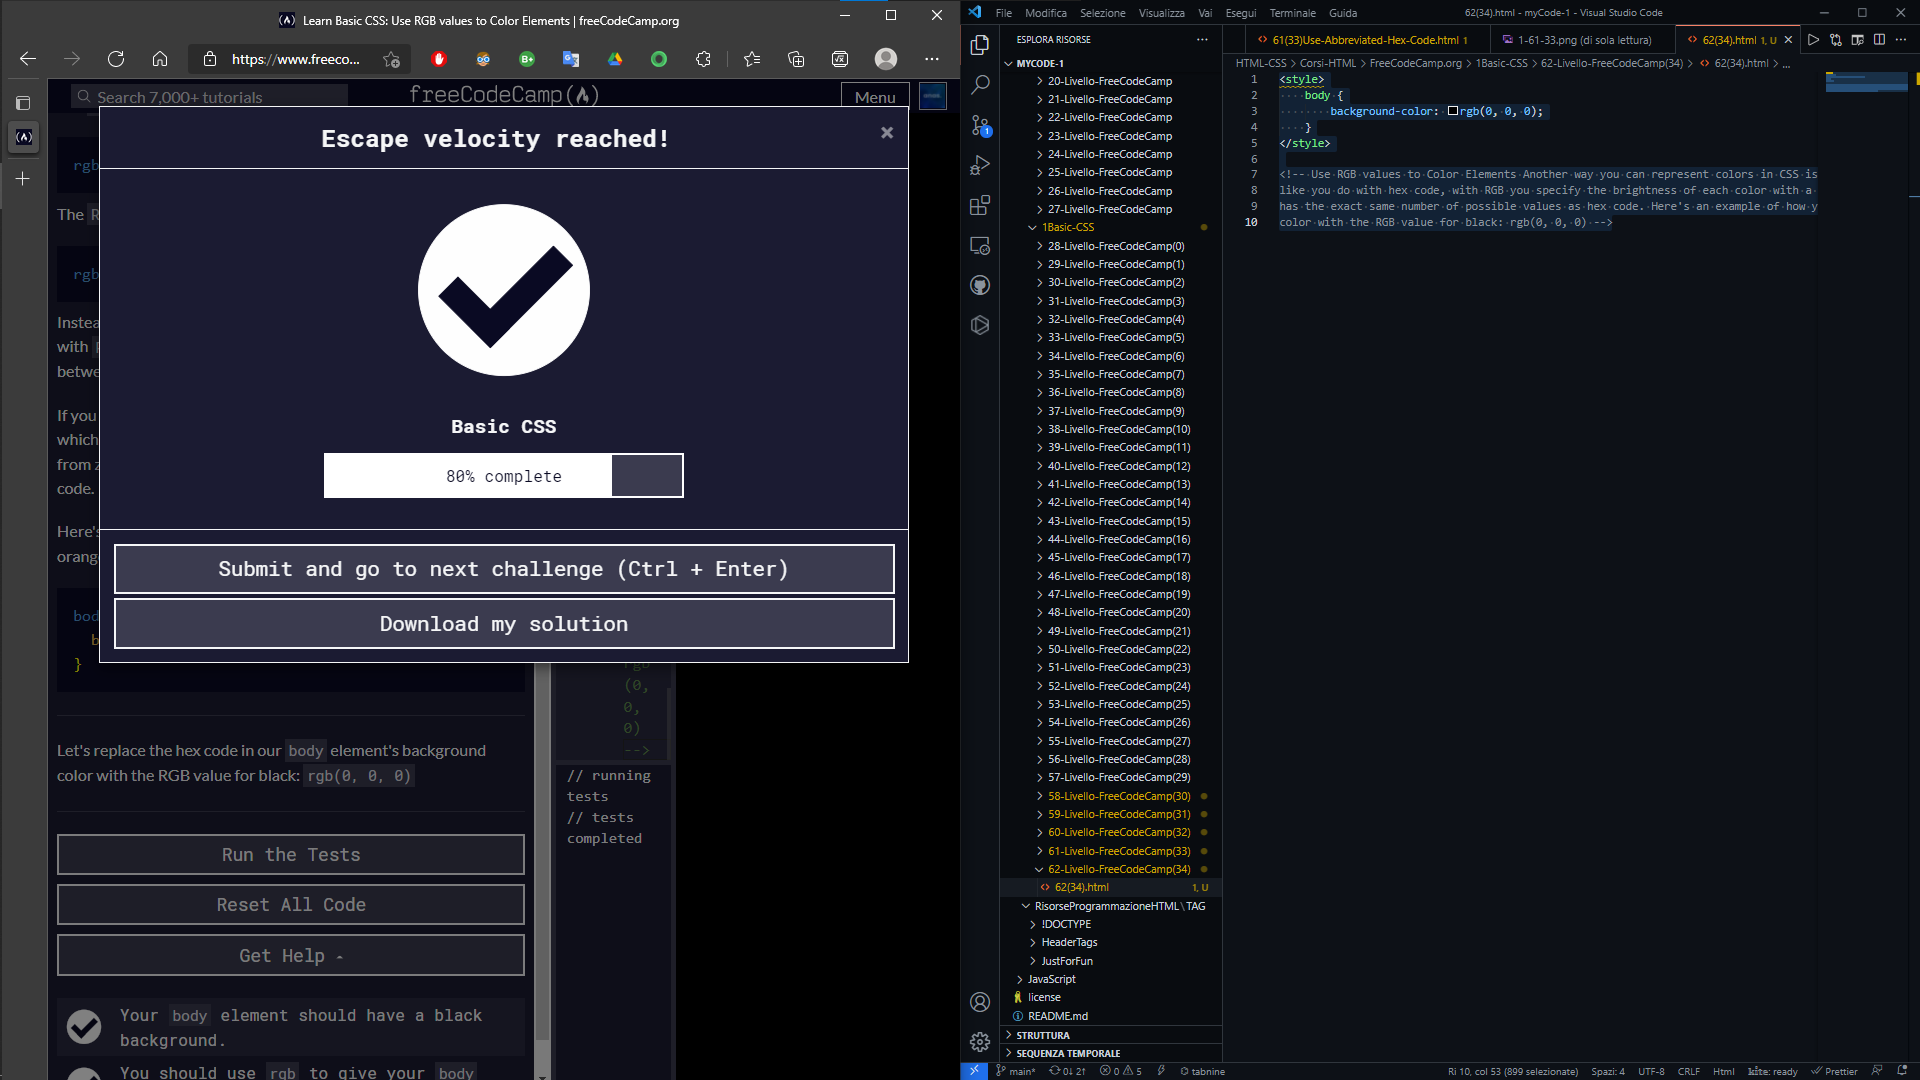 Learn Basic CSS: Use RGB values to Color Elements | freeCodeCamp.org
https://www.freeco...
Search 7,000+ tutorials
freeCodeCamp(🔥)
Menu
rgb
The R
rgb
Instea
with
betwe
If you
which
from z
code.
Here's
orang
bod
b
}
Escape velocity reached!
×
Basic CSS
80% complete
Submit and go to next challenge (Ctrl + Enter)
Download my solution
rgb
(0,
0,
0)
-->
Let's replace the hex code in our body element's background
color with the RGB value for black: rgb(0, 0, 0)
// running
tests
// tests
completed
Run the Tests
Reset All Code
Get Help
Your body element should have a black
background.
You should use rgb to give your body
File Modifica Selezione Visualizza Vai Esegui Terminale Guida
62(34).html - myCode-1 - Visual Studio Code
ESPLORA RISORSE
61(33)Use-Abbreviated-Hex-Code.html 1
1-61-33.png (di sola lettura)
62(34).html 1, U
HTML-CSS > Corsi-HTML > FreeCodeCamp.org > 1Basic-CSS > 62-Livello-FreeCodeCamp(34) > 62(34).html > ...
MYCODE-1
20-Livello-FreeCodeCamp
21-Livello-FreeCodeCamp
22-Livello-FreeCodeCamp
23-Livello-FreeCodeCamp
24-Livello-FreeCodeCamp
25-Livello-FreeCodeCamp
26-Livello-FreeCodeCamp
27-Livello-FreeCodeCamp
1Basic-CSS
28-Livello-FreeCodeCamp(0)
29-Livello-FreeCodeCamp(1)
30-Livello-FreeCodeCamp(2)
31-Livello-FreeCodeCamp(3)
32-Livello-FreeCodeCamp(4)
33-Livello-FreeCodeCamp(5)
34-Livello-FreeCodeCamp(6)
35-Livello-FreeCodeCamp(7)
36-Livello-FreeCodeCamp(8)
37-Livello-FreeCodeCamp(9)
38-Livello-FreeCodeCamp(10)
39-Livello-FreeCodeCamp(11)
40-Livello-FreeCodeCamp(12)
41-Livello-FreeCodeCamp(13)
42-Livello-FreeCodeCamp(14)
43-Livello-FreeCodeCamp(15)
44-Livello-FreeCodeCamp(16)
45-Livello-FreeCodeCamp(17)
46-Livello-FreeCodeCamp(18)
47-Livello-FreeCodeCamp(19)
48-Livello-FreeCodeCamp(20)
49-Livello-FreeCodeCamp(21)
50-Livello-FreeCodeCamp(22)
51-Livello-FreeCodeCamp(23)
52-Livello-FreeCodeCamp(24)
53-Livello-FreeCodeCamp(25)
54-Livello-FreeCodeCamp(26)
55-Livello-FreeCodeCamp(27)
56-Livello-FreeCodeCamp(28)
57-Livello-FreeCodeCamp(29)
58-Livello-FreeCodeCamp(30)
59-Livello-FreeCodeCamp(31)
60-Livello-FreeCodeCamp(32)
61-Livello-FreeCodeCamp(33)
62-Livello-FreeCodeCamp(34)
62(34).html 1, U
RisorseProgrammazioneHTML\TAG
!DOCTYPE
HeaderTags
JustForFun
JavaScript
license
README.md
STRUTTURA
SEQUENZA TEMPORALE
1 <style>
2 body {
3 background-color: rgb(0, 0, 0);
4 }
5 </style>
6
7 <!-- Use RGB values to Color Elements Another way you can represent colors in CSS is
8 like you do with hex code, with RGB you specify the brightness of each color with a
9 has the exact same number of possible values as hex code. Here's an example of how y
10 color with the RGB value for black: rgb(0, 0, 0) -->
main* 0↓ 2↑ 0 5 tabnine
Ri 10, col 53 (899 selezionate) Spazi: 4 UTF-8 CRLF Html kite: ready Prettier